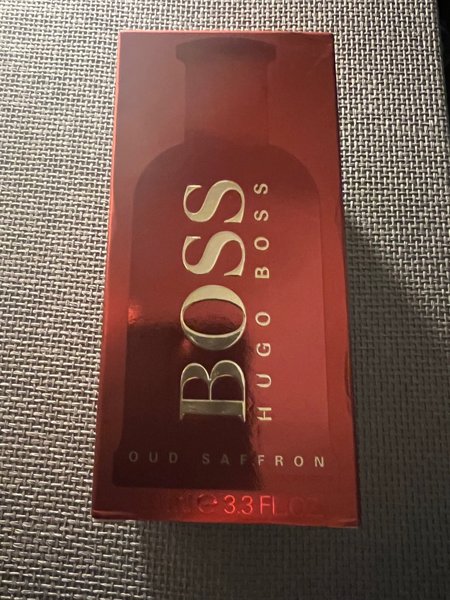 BOSS
HUGO BOSS
OUD SAFFRON
℮ 3.3 FL.OZ.